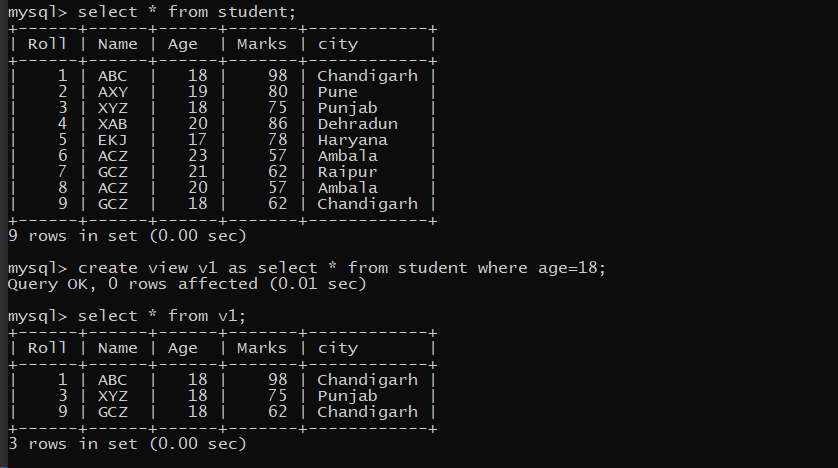 mysql> select * from student;
+------+------+------+-------+------------+
| Roll | Name | Age  | Marks | city       |
+------+------+------+-------+------------+
|    1 | ABC  |   18 |    98 | Chandigarh |
|    2 | AXY  |   19 |    80 | Pune       |
|    3 | XYZ  |   18 |    75 | Punjab     |
|    4 | XAB  |   20 |    86 | Dehradun   |
|    5 | EKJ  |   17 |    78 | Haryana    |
|    6 | ACZ  |   23 |    57 | Ambala     |
|    7 | GCZ  |   21 |    62 | Raipur     |
|    8 | ACZ  |   20 |    57 | Ambala     |
|    9 | GCZ  |   18 |    62 | Chandigarh |
+------+------+------+-------+------------+
9 rows in set (0.00 sec)

mysql> create view v1 as select * from student where age=18;
Query OK, 0 rows affected (0.01 sec)

mysql> select * from v1;
+------+------+------+-------+------------+
| Roll | Name | Age  | Marks | city       |
+------+------+------+-------+------------+
|    1 | ABC  |   18 |    98 | Chandigarh |
|    3 | XYZ  |   18 |    75 | Punjab     |
|    9 | GCZ  |   18 |    62 | Chandigarh |
+------+------+------+-------+------------+
3 rows in set (0.00 sec)